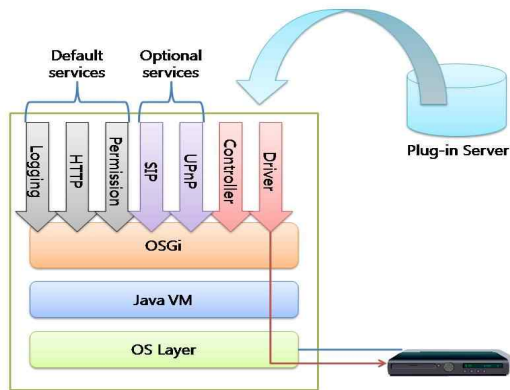 Default
services
Optional
services
Plug-in Server
Logging
HTTP
Permission
SIP
UPnP
Controller
Driver
OSGi
Java VM
OS Layer